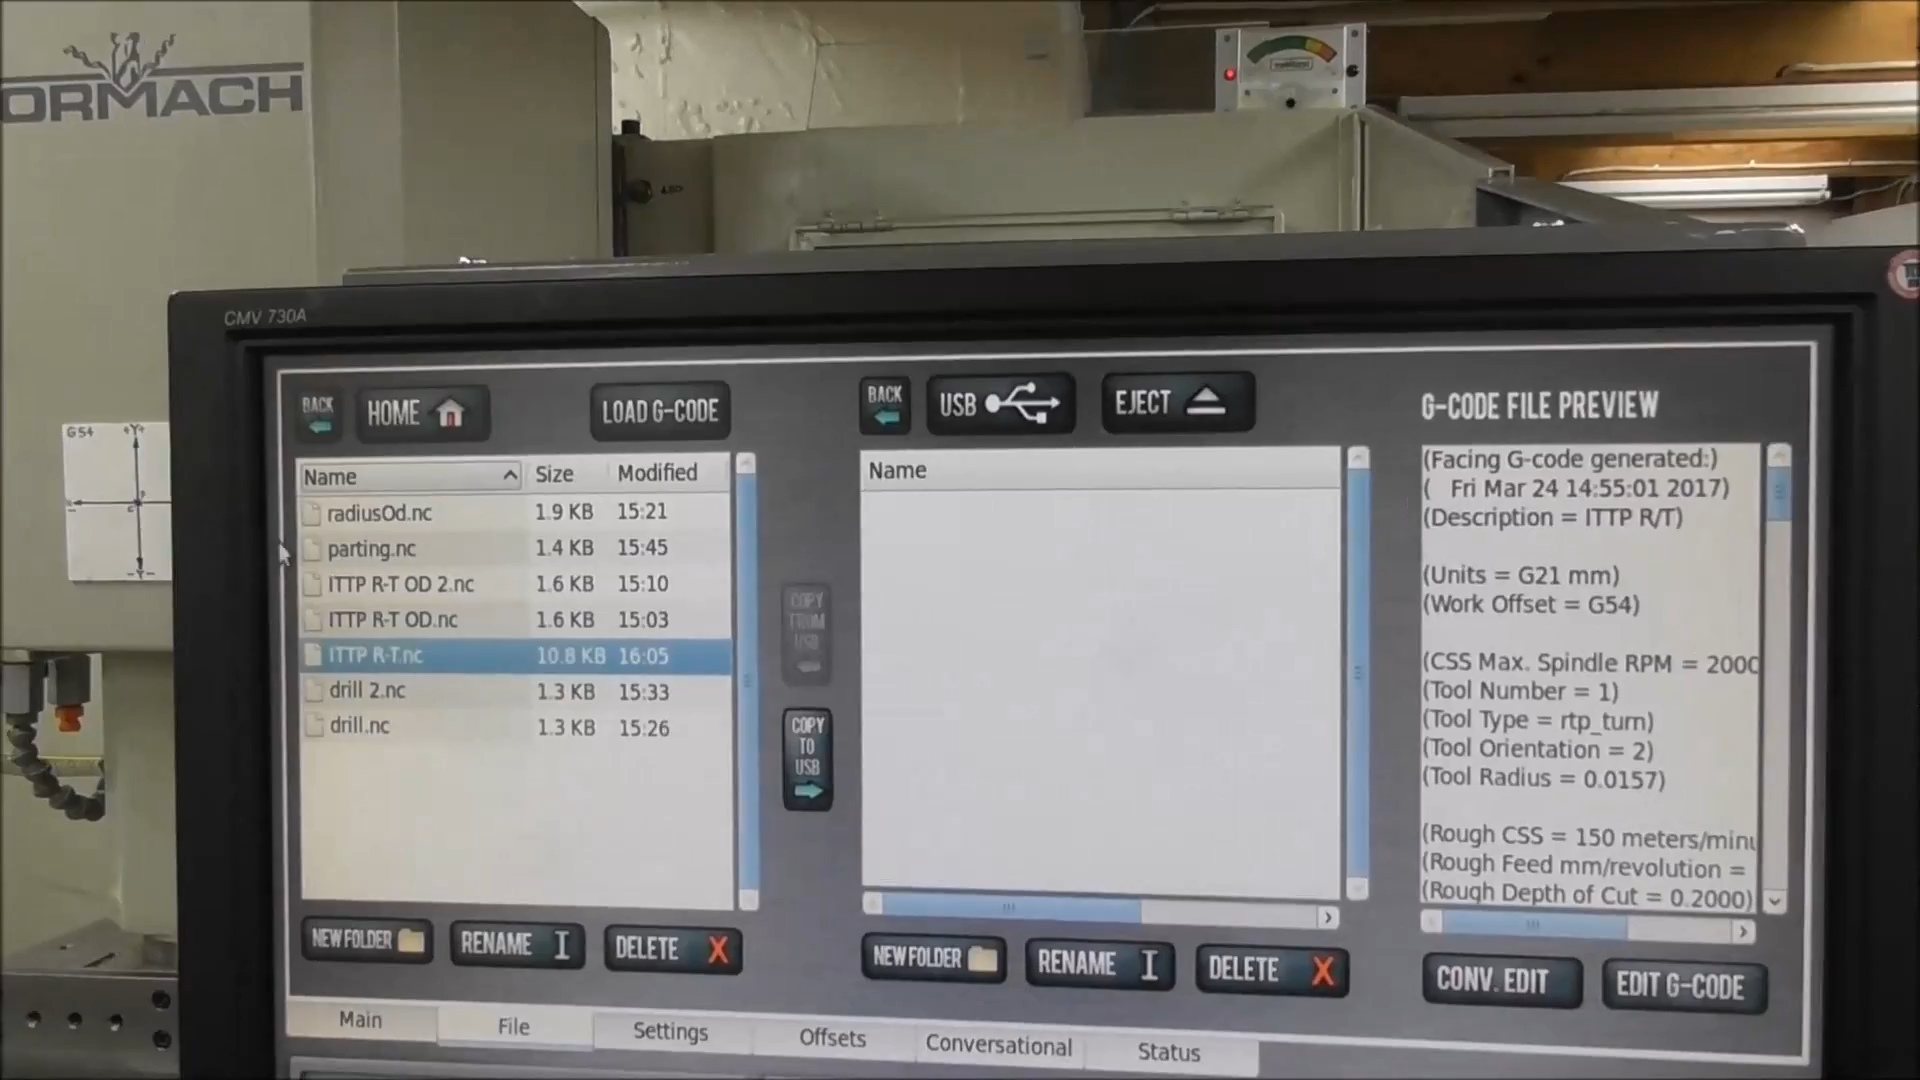 ORMACH
CMV 730A
G54
Y+
Y-
BACK
HOME
LOAD G-CODE
Name
Size
Modified
radiusOd.nc
1.9 KB
15:21
parting.nc
1.4 KB
15:45
ITTP R-T OD 2.nc
1.6 KB
15:10
ITTP R-T OD.nc
1.6 KB
15:03
ITTP R-T.nc
10.8 KB
16:05
drill 2.nc
1.3 KB
15:33
drill.nc
1.3 KB
15:26
NEW FOLDER
RENAME
DELETE
COPY
FROM
USB
COPY
TO
USB
BACK
USB
EJECT
Name
NEW FOLDER
RENAME
DELETE
G-CODE FILE PREVIEW
(Facing G-code generated:)
( Fri Mar 24 14:55:01 2017)
(Description = ITTP R/T)
(Units = G21 mm)
(Work Offset = G54)
(CSS Max. Spindle RPM = 2000
(Tool Number = 1)
(Tool Type = rtp_turn)
(Tool Orientation = 2)
(Tool Radius = 0.0157)
(Rough CSS = 150 meters/minu
(Rough Feed mm/revolution =
(Rough Depth of Cut = 0.2000)
CONV. EDIT
EDIT G-CODE
Main
File
Settings
Offsets
Conversational
Status